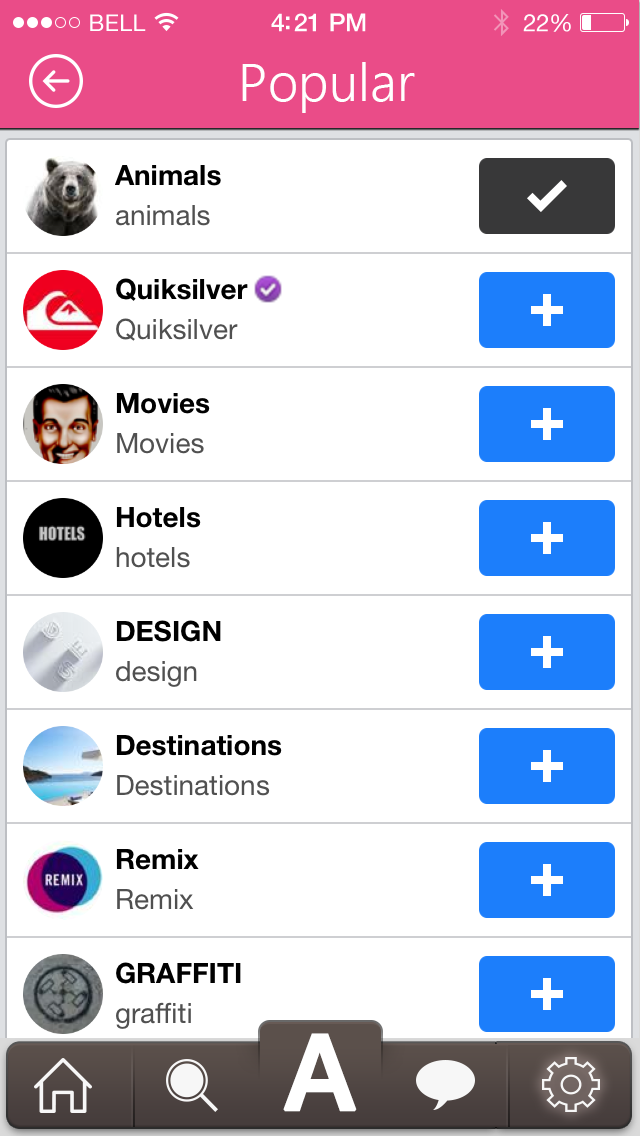 BELL 4:21 PM 22%
Popular
Animals
animals
Quiksilver
Quiksilver
Movies
Movies
HOTELS
Hotels
hotels
DESIGN
design
Destinations
Destinations
REMIX
Remix
Remix
GRAFFITI
graffiti
A